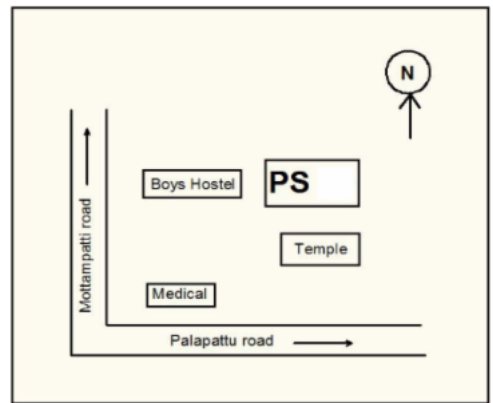 N
Boys Hostel
PS
Temple
Medical
Mottampatti road
Palapattu road